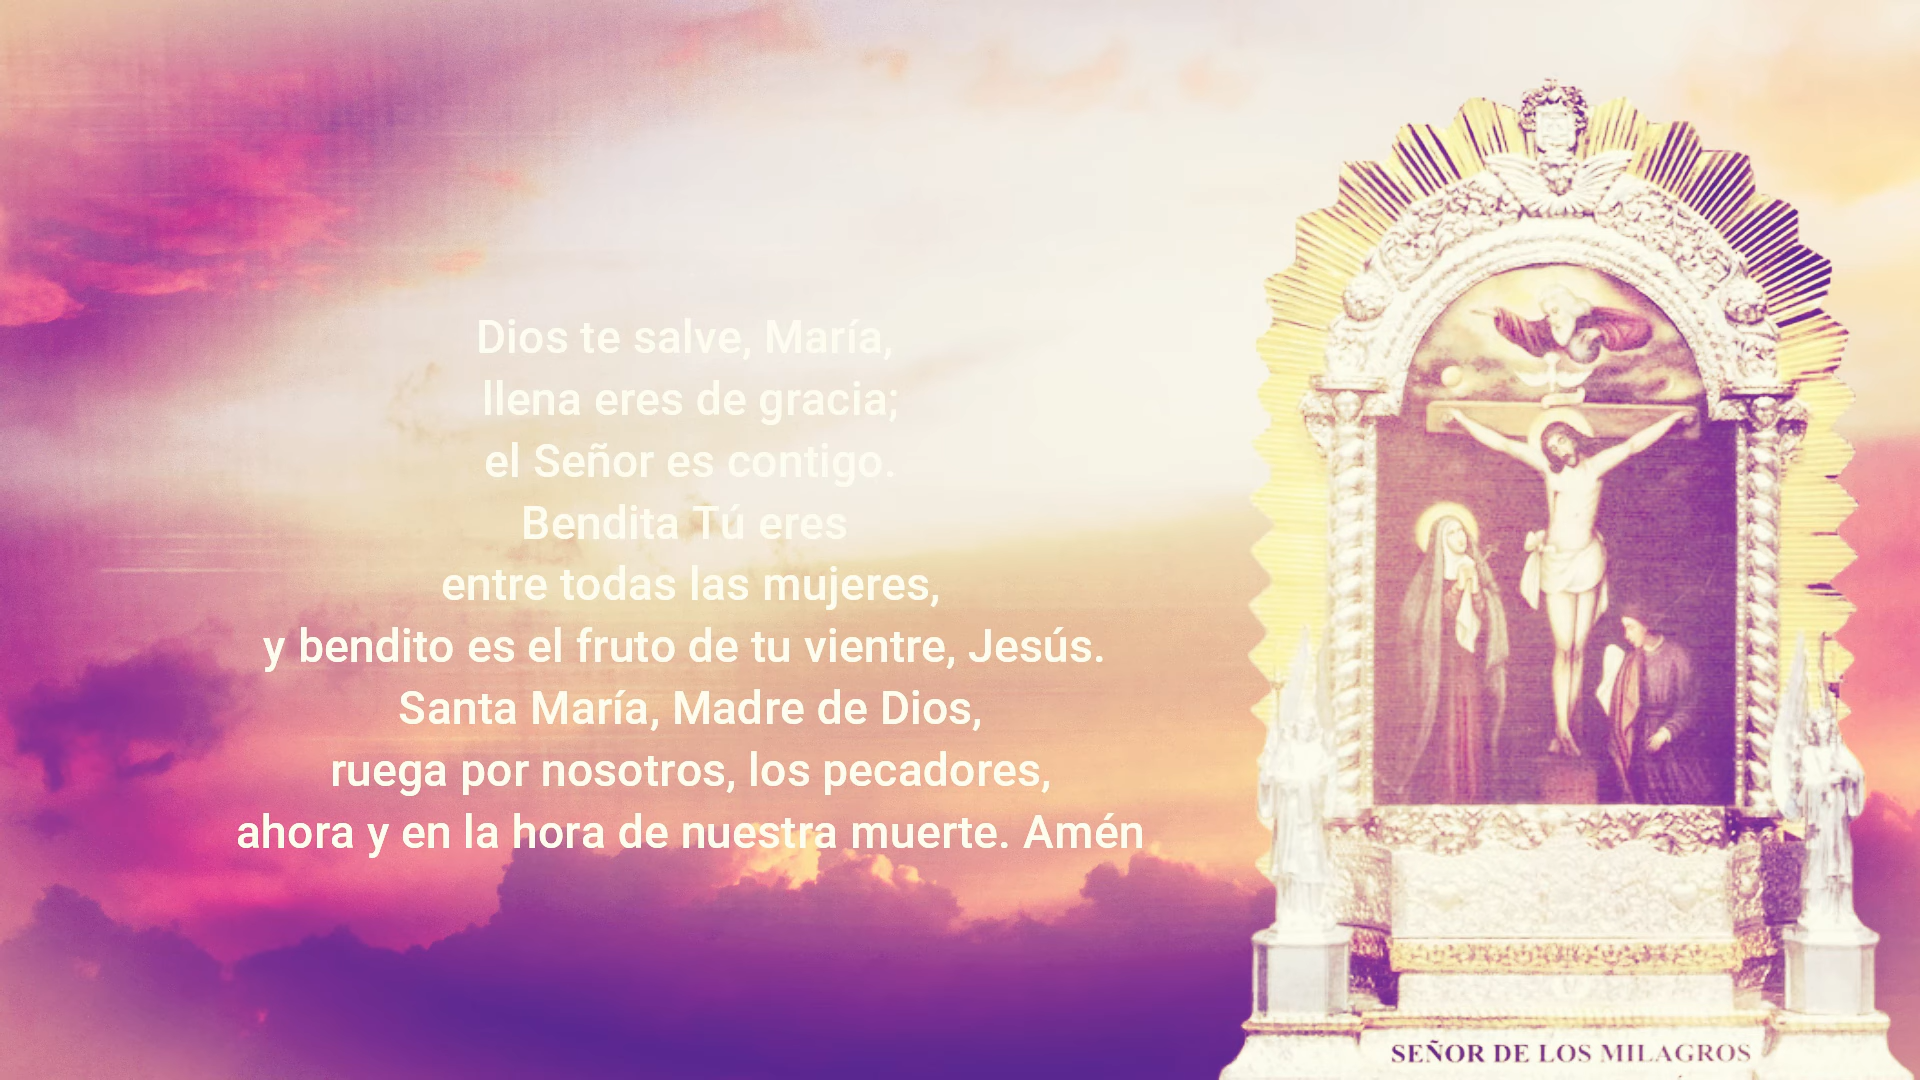 Dios te salve, María,
llena eres de gracia;
el Señor es contigo.
Bendita Tú eres
entre todas las mujeres,
y bendito es el fruto de tu vientre, Jesús.
Santa María, Madre de Dios,
ruega por nosotros, los pecadores,
ahora y en la hora de nuestra muerte. Amén
SEÑOR DE LOS MILAGROS